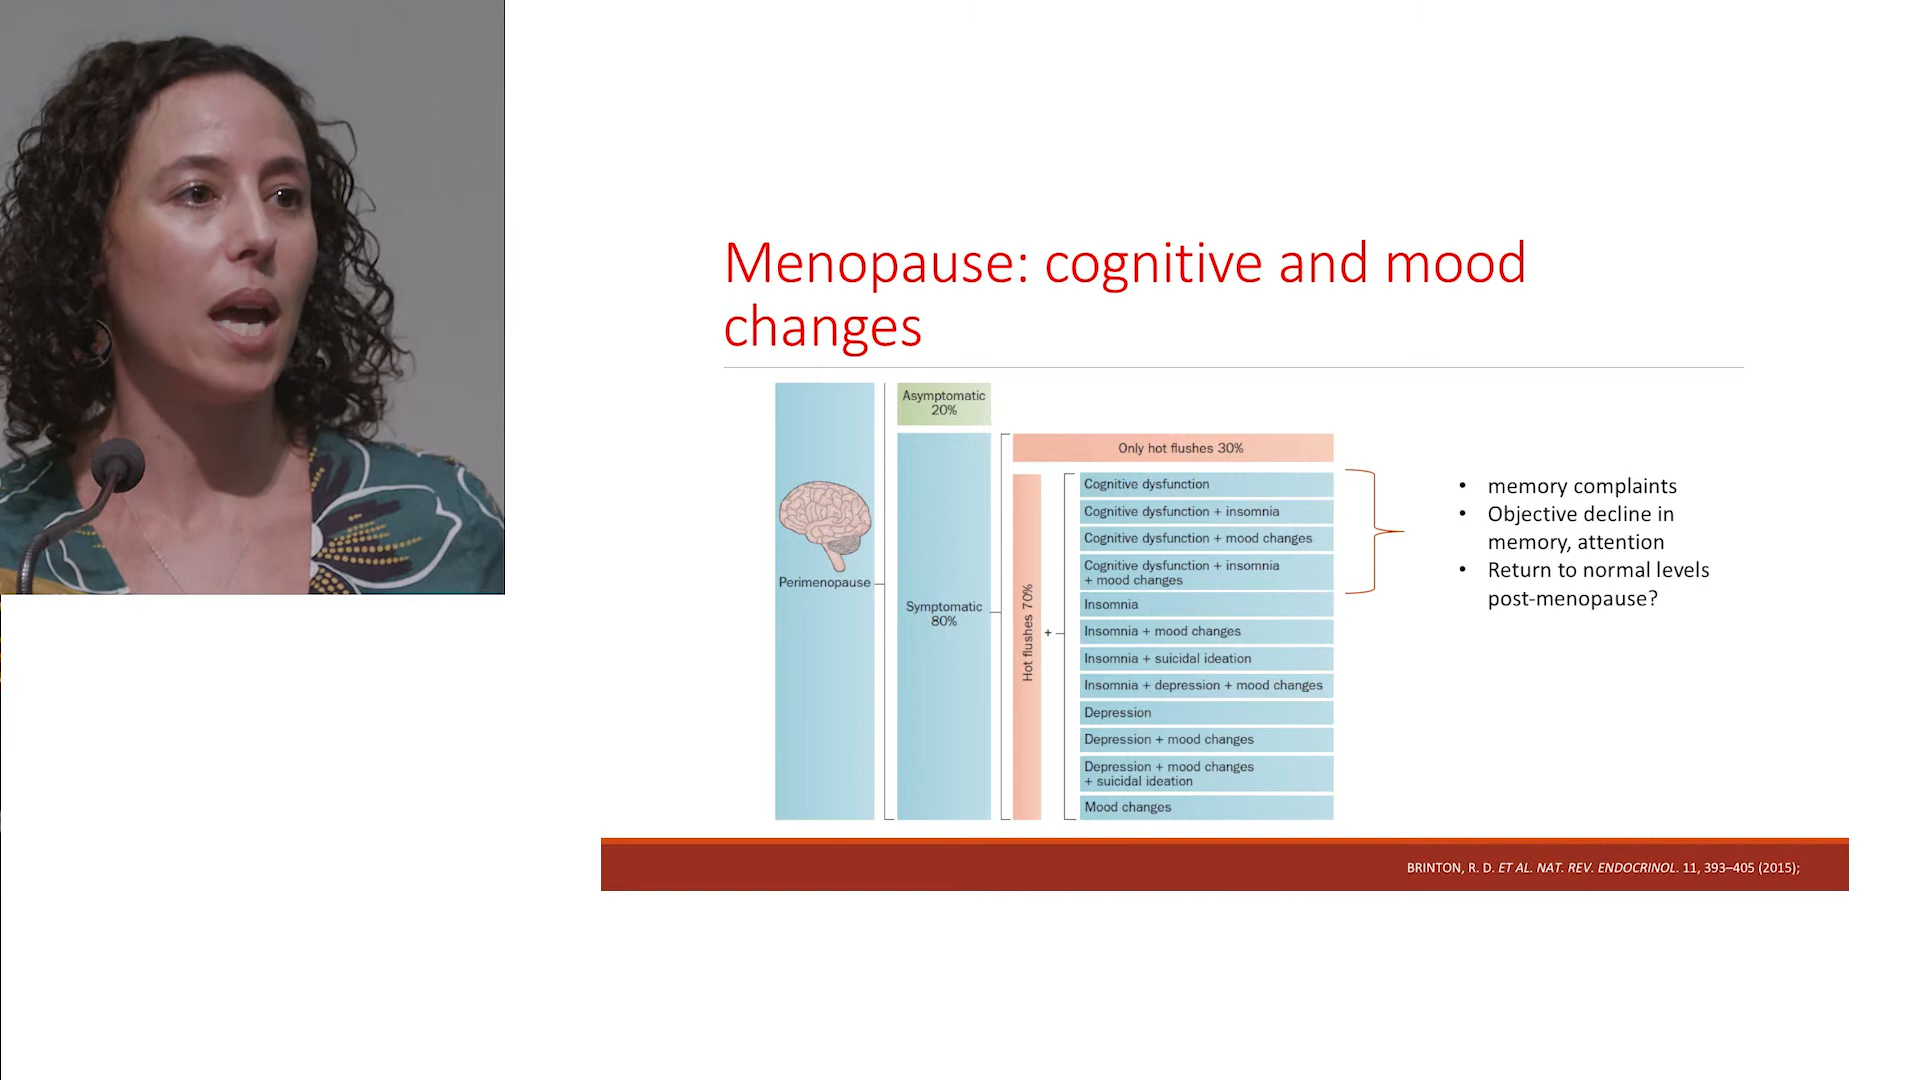 Menopause: cognitive and mood
changes
Asymptomatic
20%
Only hot flushes 30%
Perimenopause
Symptomatic
80%
Hot flushes 70%
+
Cognitive dysfunction
Cognitive dysfunction + insomnia
Cognitive dysfunction + mood changes
Cognitive dysfunction + insomnia
+ mood changes
Insomnia
Insomnia + mood changes
Insomnia + suicidal ideation
Insomnia + depression + mood changes
Depression
Depression + mood changes
Depression + mood changes
+ suicidal ideation
Mood changes
• memory complaints
• Objective decline in
memory, attention
• Return to normal levels
post-menopause?
BRINTON, R. D. ET AL. NAT. REV. ENDOCRINOL. 11, 393–405 (2015);